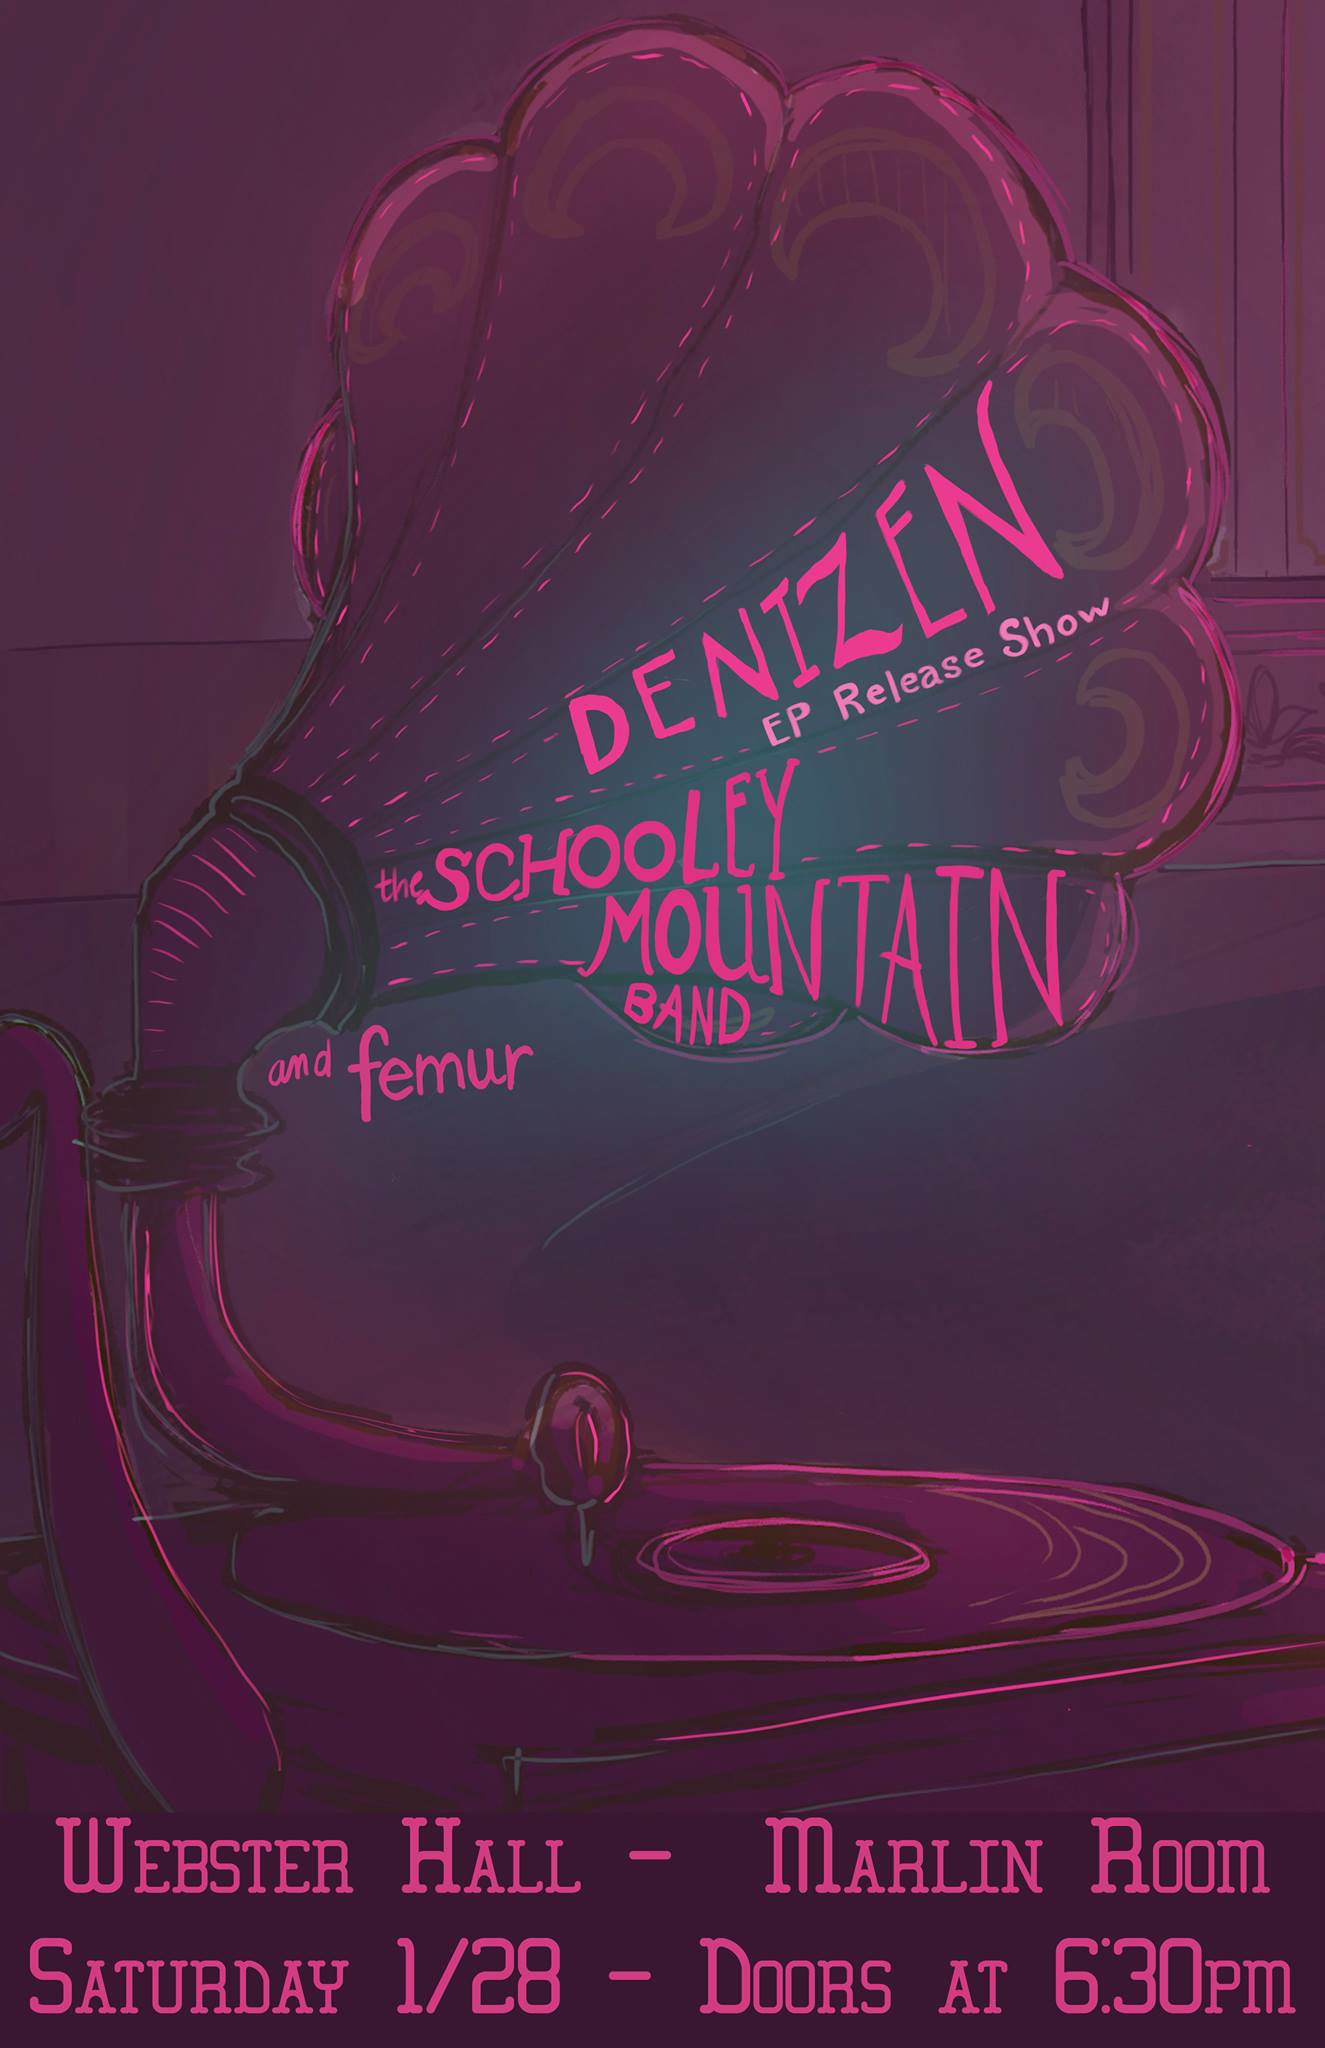 DENIZEN
EP Release Show
the SCHOOLEY
MOUNTAIN
BAND
and femur
Webster Hall - Marlin Room
Saturday 1/28 - Doors at 6:30pm